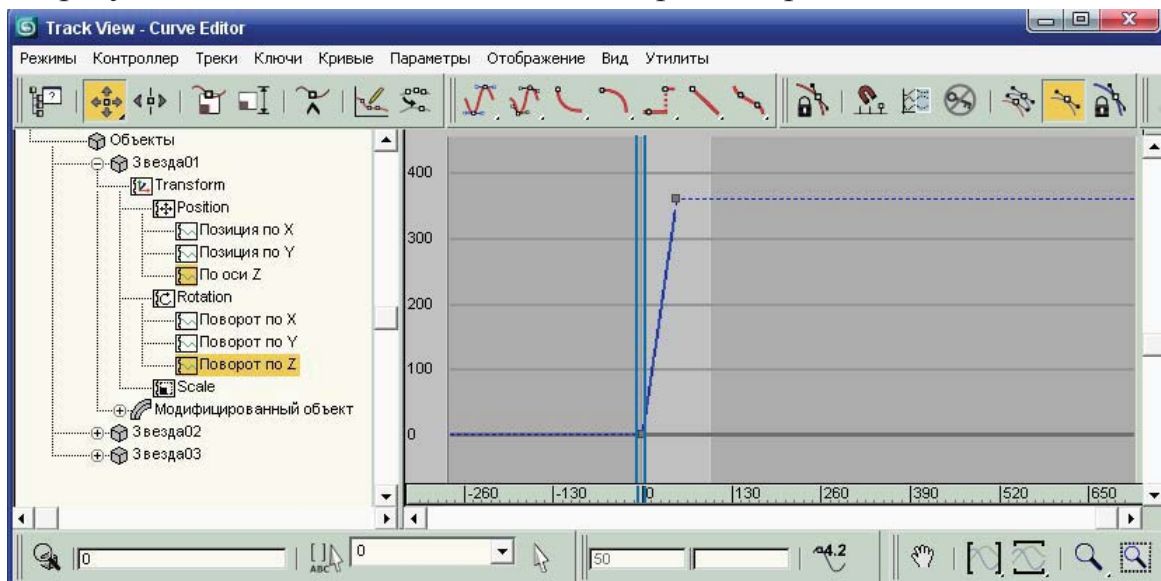 Track View - Curve Editor
Режимы Контроллер Треки Ключи Кривые Параметры Отображение Вид Утилиты
Объекты
Звезда01
Transform
Position
Позиция по X
Позиция по Y
По оси Z
Rotation
Поворот по X
Поворот по Y
Поворот по Z
Scale
Модифицированный объект
Звезда02
Звезда03
400
300
200
100
0
-260 -130 0 130 260 390 520 650
0 ABC 0 50 4.2